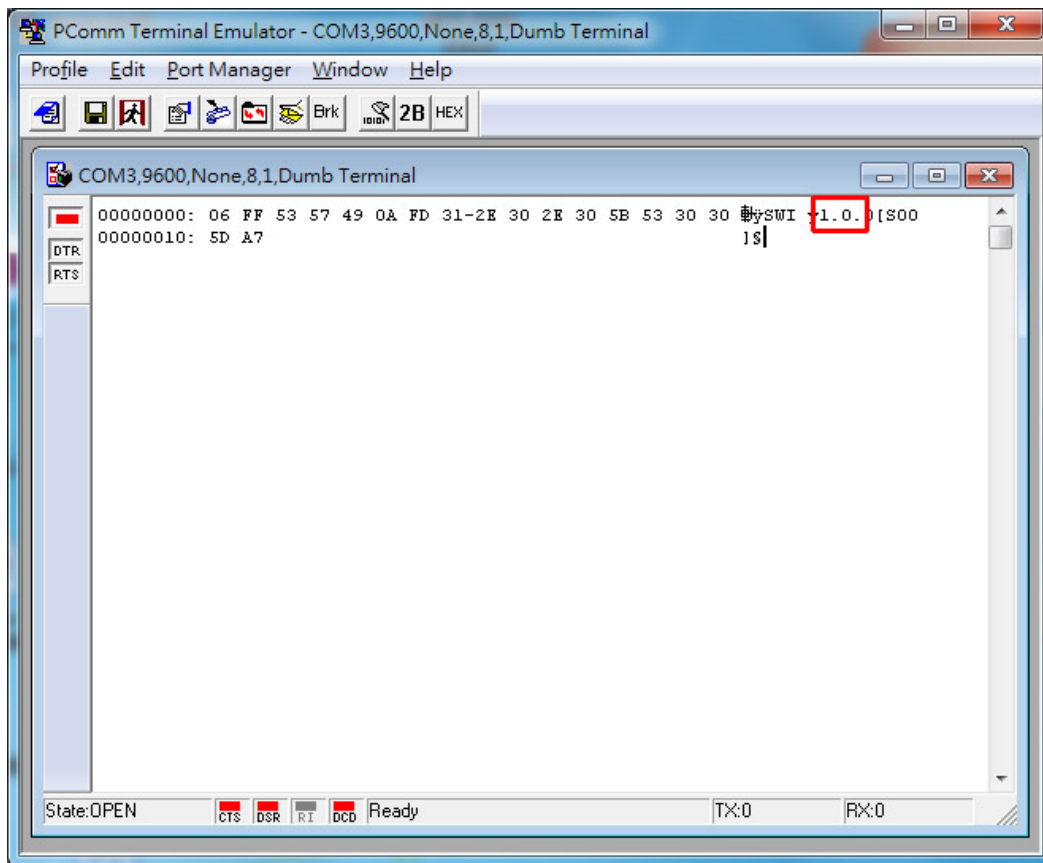 PComm Terminal Emulator - COM3,9600,None,8,1,Dumb Terminal
Profile Edit Port Manager Window Help
Brk 2B HEX
COM3,9600,None,8,1,Dumb Terminal
00000000: 06 FF 53 57 49 0A FD 31-2E 30 2E 30 5B 53 30 30 ÿSWI 1.0.0[S00
DTR 00000010: 5D A7 ]§
RTS
State:OPEN CTS DSR RI DCD Ready TX:0 RX:0